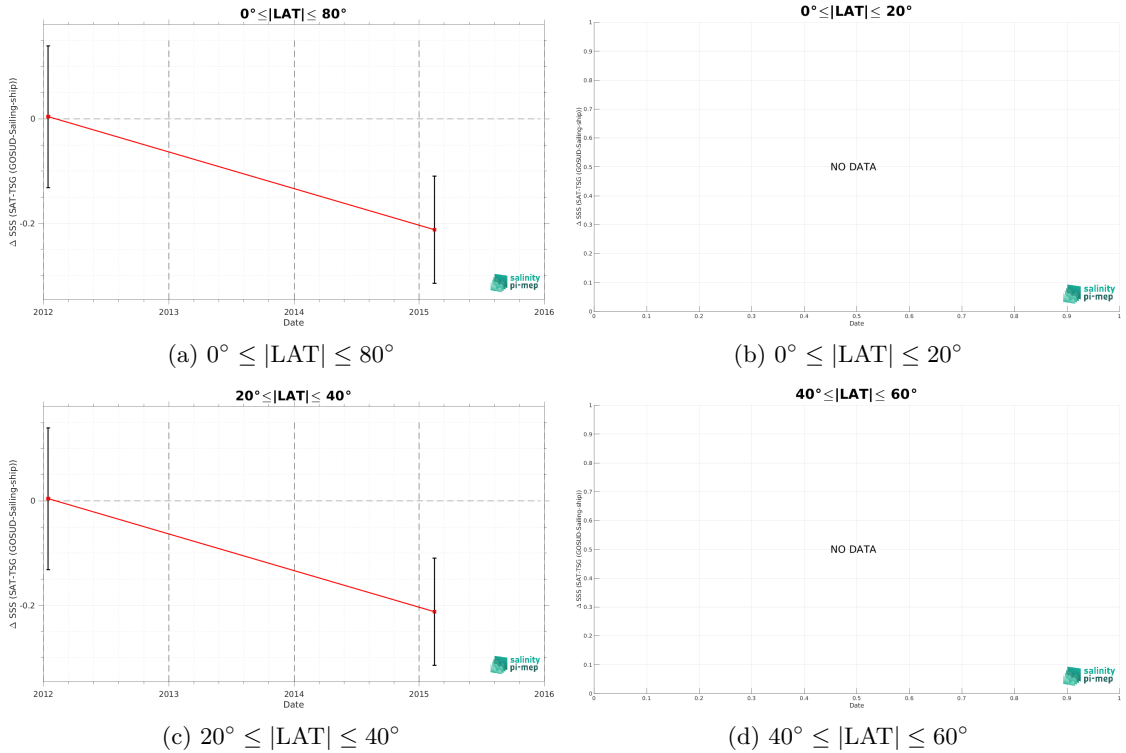 0°≤|LAT|≤ 80°
Δ SSS (SAT-TSG (GOSUD-Sailing-ship))
0
-0.2
2012 2013 2014 2015 2016
Date
salinity
pi-mep
(a) 0° ≤ |LAT| ≤ 80°
0°≤|LAT|≤ 20°
Δ SSS (SAT-TSG (GOSUD-Sailing-ship))
1
0.9
0.8
0.7
0.6
0.5
0.4
0.3
0.2
0.1
0
NO DATA
0 0.1 0.2 0.3 0.4 0.5 0.6 0.7 0.8 0.9 1
Date
salinity
pi-mep
(b) 0° ≤ |LAT| ≤ 20°
20°≤|LAT|≤ 40°
Δ SSS (SAT-TSG (GOSUD-Sailing-ship))
0
-0.2
2012 2013 2014 2015 2016
Date
salinity
pi-mep
(c) 20° ≤ |LAT| ≤ 40°
40°≤|LAT|≤ 60°
Δ SSS (SAT-TSG (GOSUD-Sailing-ship))
1
0.9
0.8
0.7
0.6
0.5
0.4
0.3
0.2
0.1
0
NO DATA
0 0.1 0.2 0.3 0.4 0.5 0.6 0.7 0.8 0.9 1
Date
salinity
pi-mep
(d) 40° ≤ |LAT| ≤ 60°